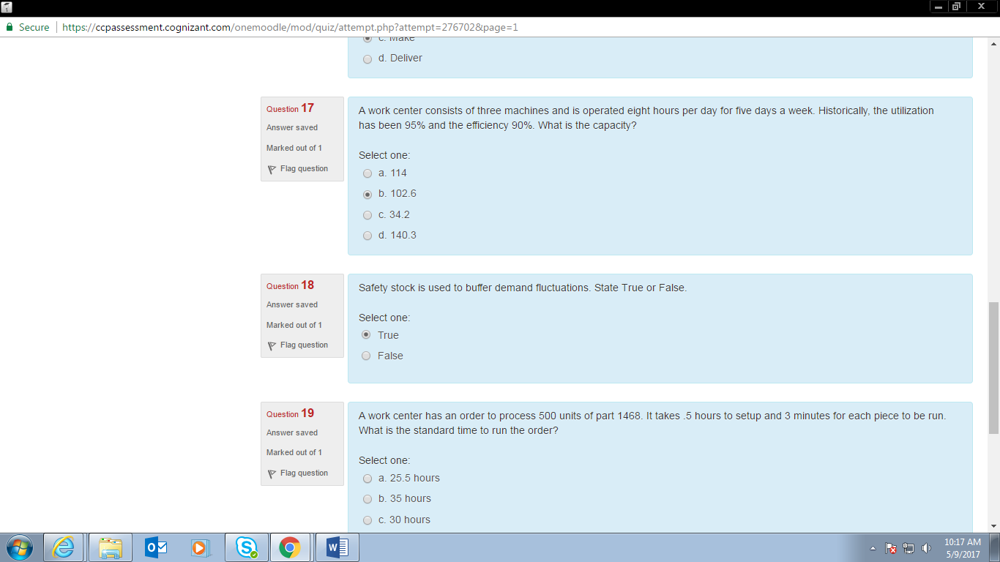 Secure https://ccpassessment.cognizant.com/onemoodle/mod/quiz/attempt.php?attempt=276702&page=1
c. Make
d. Deliver
Question 17
Answer saved
Marked out of 1
Flag question
A work center consists of three machines and is operated eight hours per day for five days a week. Historically, the utilization
has been 95% and the efficiency 90%. What is the capacity?
Select one:
a. 114
b. 102.6
c. 34.2
d. 140.3
Question 18
Answer saved
Marked out of 1
Flag question
Safety stock is used to buffer demand fluctuations. State True or False.
Select one:
True
False
Question 19
Answer saved
Marked out of 1
Flag question
A work center has an order to process 500 units of part 1468. It takes .5 hours to setup and 3 minutes for each piece to be run.
What is the standard time to run the order?
Select one:
a. 25.5 hours
b. 35 hours
c. 30 hours
10:17 AM
5/9/2017